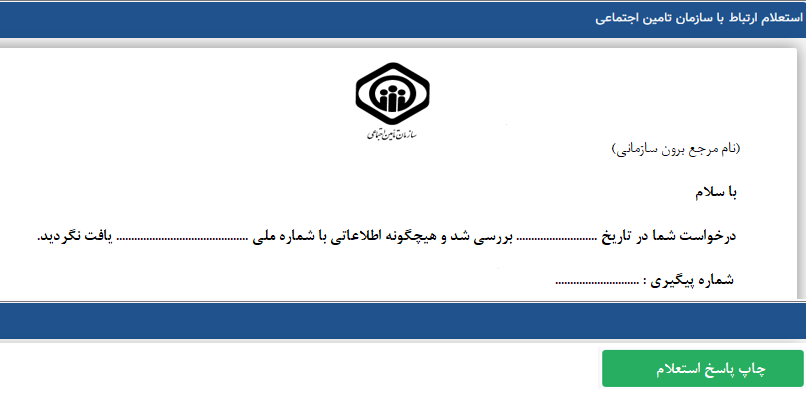 استعلام ارتباط با سازمان تامین اجتماعی
سازمان تأمین اجتماعی
(نام مرجع برون سازمانی)
با سلام
درخواست شما در تاریخ ........................... بررسی شد و هیچگونه اطلاعاتی با شماره ملی ............................................ یافت نگردید.
شماره پیگیری : ............................
چاپ پاسخ استعلام